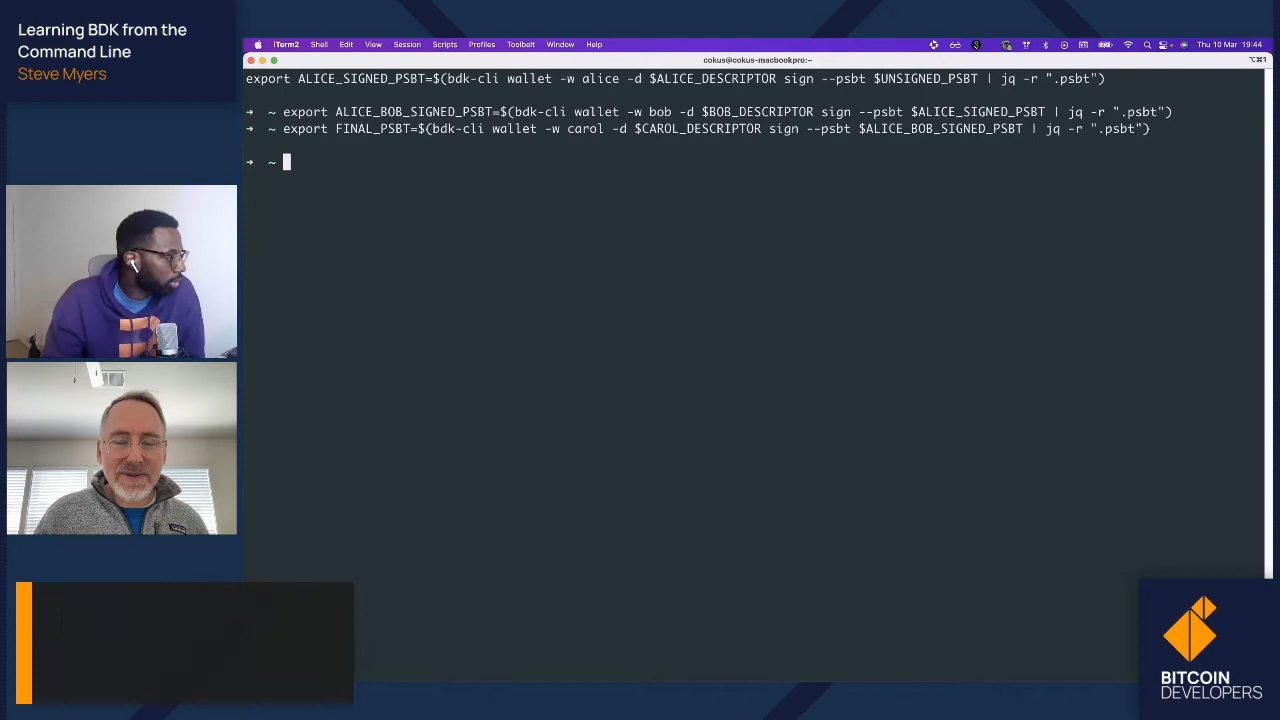 Learning BDK from the
Command Line
Steve Myers
iTerm2 Shell Edit View Session Scripts Profiles Toolbelt Window Help Thu 10 Mar 19:44
cokus@cokus-macbookpro:~ ⌥⌘1
export ALICE_SIGNED_PSBT=$(bdk-cli wallet -w alice -d $ALICE_DESCRIPTOR sign --psbt $UNSIGNED_PSBT | jq -r ".psbt")
➜ ~ export ALICE_BOB_SIGNED_PSBT=$(bdk-cli wallet -w bob -d $BOB_DESCRIPTOR sign --psbt $ALICE_SIGNED_PSBT | jq -r ".psbt")
➜ ~ export FINAL_PSBT=$(bdk-cli wallet -w carol -d $CAROL_DESCRIPTOR sign --psbt $ALICE_BOB_SIGNED_PSBT | jq -r ".psbt")
➜ ~
BITCOIN
DEVELOPERS